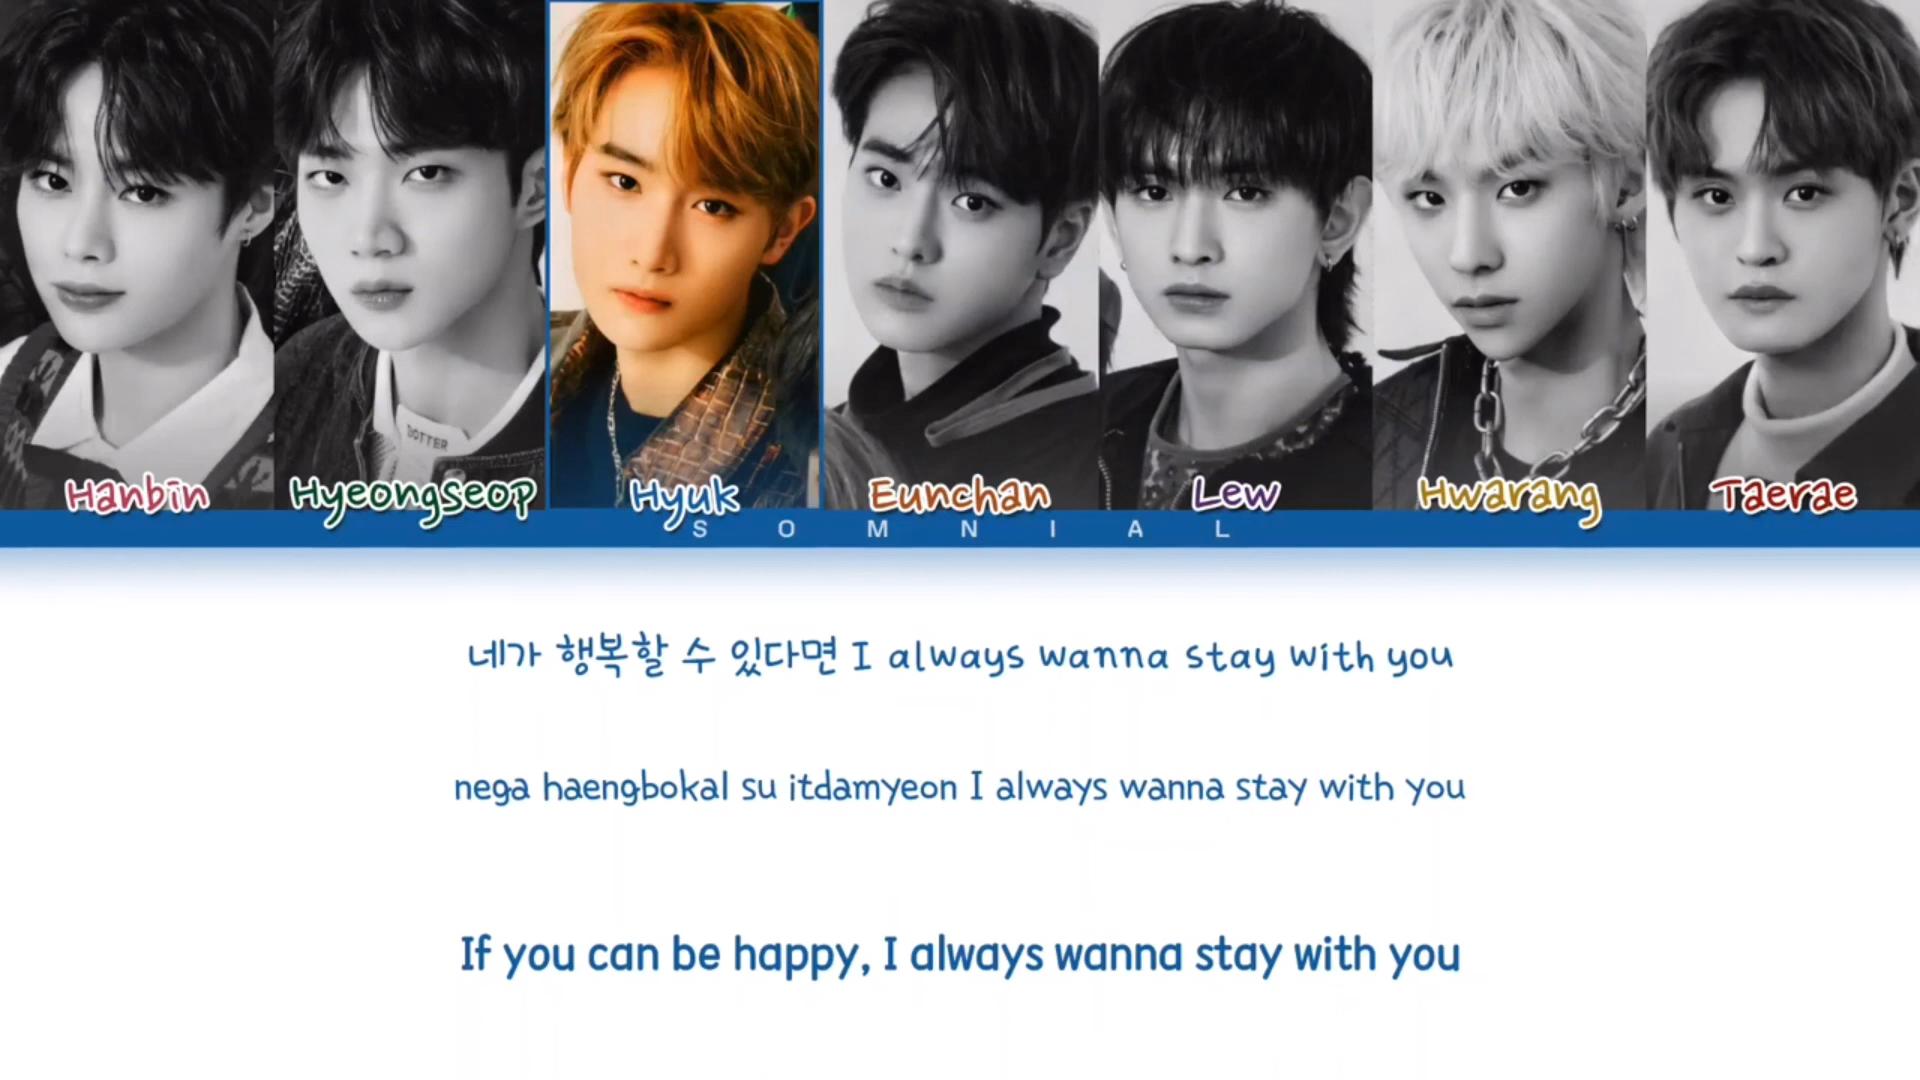 DOTTER
Hanbin Hyeongseop Hyuk Eunchan Lew Hwarang Taerae
SOMNIAL
네가 행복할 수 있다면 I always wanna stay with you
nega haengbokal su itdamyeon I always wanna stay with you
If you can be happy, I always wanna stay with you